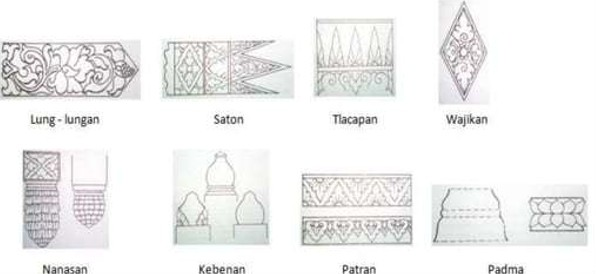 Lung - lungan
Saton
Tlacapan
Wajikan
Nanasan
Kebenan
Patran
Padma